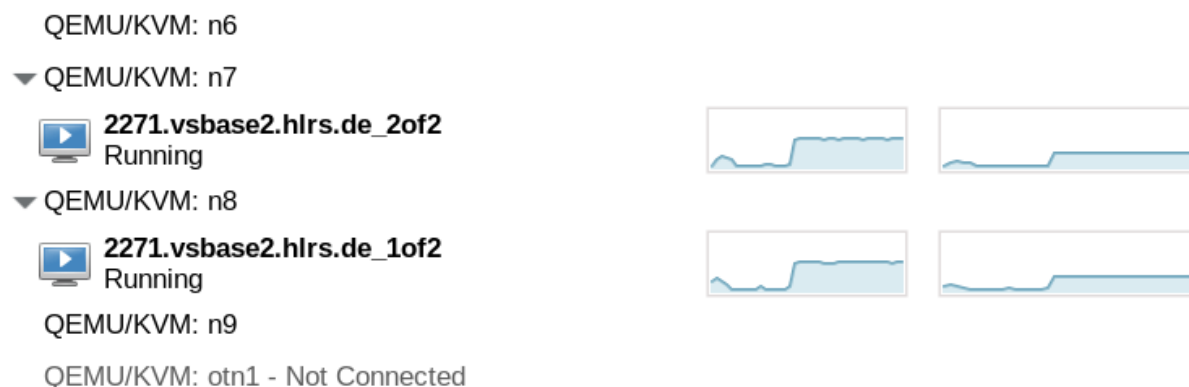 QEMU/KVM: n6
QEMU/KVM: n7
2271.vsbase2.hlrs.de_2of2
Running
QEMU/KVM: n8
2271.vsbase2.hlrs.de_1of2
Running
QEMU/KVM: n9
QEMU/KVM: otn1 - Not Connected